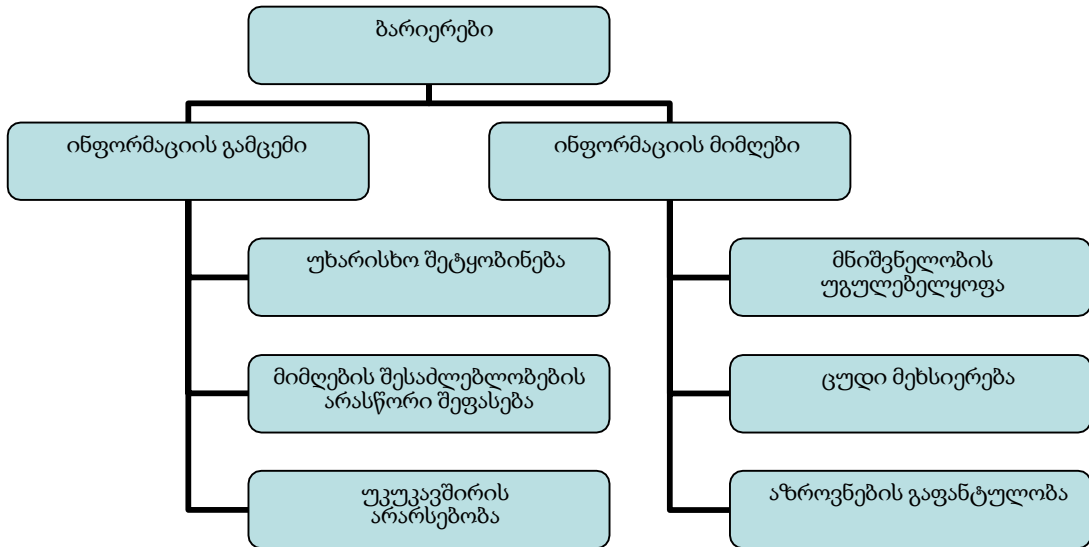 ბარიერები
ინფორმაციის გამცემი
ინფორმაციის მიმღები
უხარისხო შეტყობინება
მიმღების შესაძლებლობების
არასწორი შეფასება
უკუკავშირის
არარსებობა
მნიშვნელობის
უგულებელყოფა
ცუდი მეხსიერება
აზროვნების გაფანტულობა